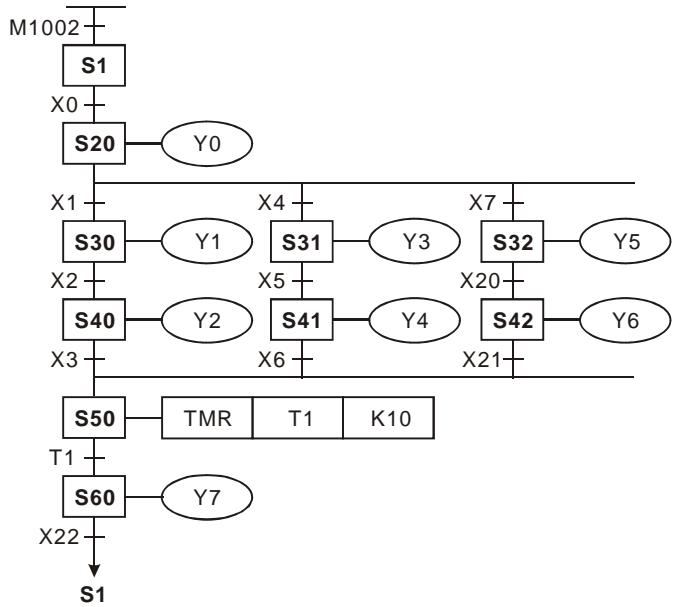 M1002
S1
X0
S20 Y0
X1 X4 X7
S30 Y1 S31 Y3 S32 Y5
X2 X5 X20
S40 Y2 S41 Y4 S42 Y6
X3 X6 X21
S50 TMR T1 K10
T1
S60 Y7
X22
S1